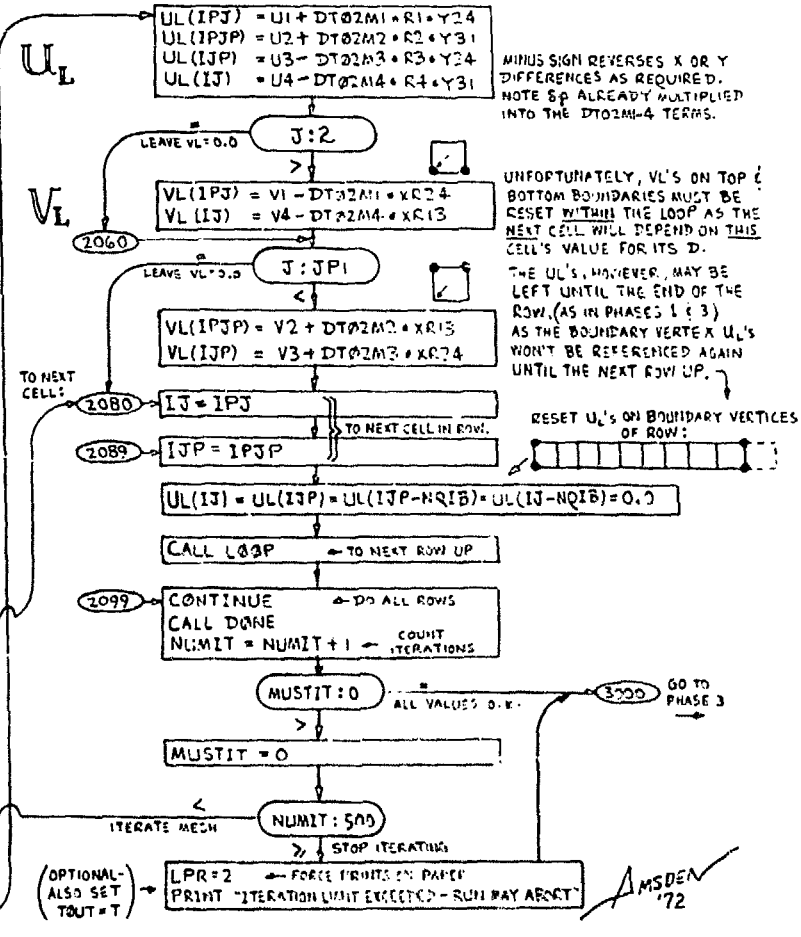 U_L
UL(IPJ) = U1 + DTØ2M1 * R1 * Y24
UL(IPJP) = U2 + DTØ2M2 * R2 * Y31
UL(IJP) = U3 - DTØ2M3 * R3 * Y24
UL(IJ) = U4 - DTØ2M4 * R4 * Y31
MINUS SIGN REVERSES X OR Y
DIFFERENCES AS REQUIRED.
NOTE δρ ALREADY MULTIPLIED
INTO THE DTO2M1-4 TERMS.
J:2
=
LEAVE VL=0.0
>
V_L
VL(IPJ) = V1 - DTØ2M1 * XR24
VL(IJ) = V4 - DTØ2M4 * XR13
UNFORTUNATELY, VL'S ON TOP &
BOTTOM BOUNDARIES MUST BE
RESET WITHIN THE LOOP AS THE
NEXT CELL WILL DEPEND ON THIS
CELL'S VALUE FOR ITS D.
2060
J:JP1
=
LEAVE VL=0.0
<
THE UL'S, HOWEVER, MAY BE
LEFT UNTIL THE END OF THE
ROW, (AS IN PHASES 1 & 3)
AS THE BOUNDARY VERTEX U_L'S
WON'T BE REFERENCED AGAIN
UNTIL THE NEXT ROW UP.
VL(IPJP) = V2 + DTØ2M2 * XR13
VL(IJP) = V3 + DTØ2M3 * XR24
TO NEXT
CELL:
2080
IJ = IPJ
TO NEXT CELL IN ROW.
2089
IJP = IPJP
RESET U_L'S ON BOUNDARY VERTICES
OF ROW:
UL(IJ) = UL(IJP) = UL(IJP-NQIB) = UL(IJ-NQIB) = 0.0
CALL LØØP ← TO NEXT ROW UP
2099
CØNTINUE ← DO ALL ROWS
CALL DØNE
NUMIT = NUMIT + 1 ← COUNT
ITERATIONS
MUSTIT:0
=
ALL VALUES O.K.
3000
GO TO
PHASE 3
>
MUSTIT = 0
<
ITERATE MESH
NUMIT:500
≥ STOP ITERATING
(OPTIONAL-
ALSO SET
TØUT = T)
LPR=2 ← FORCE PRINTS ON PAPER
PRINT "ITERATION LIMIT EXCEEDED - RUN MAY ABORT"
AMSDEN
'72